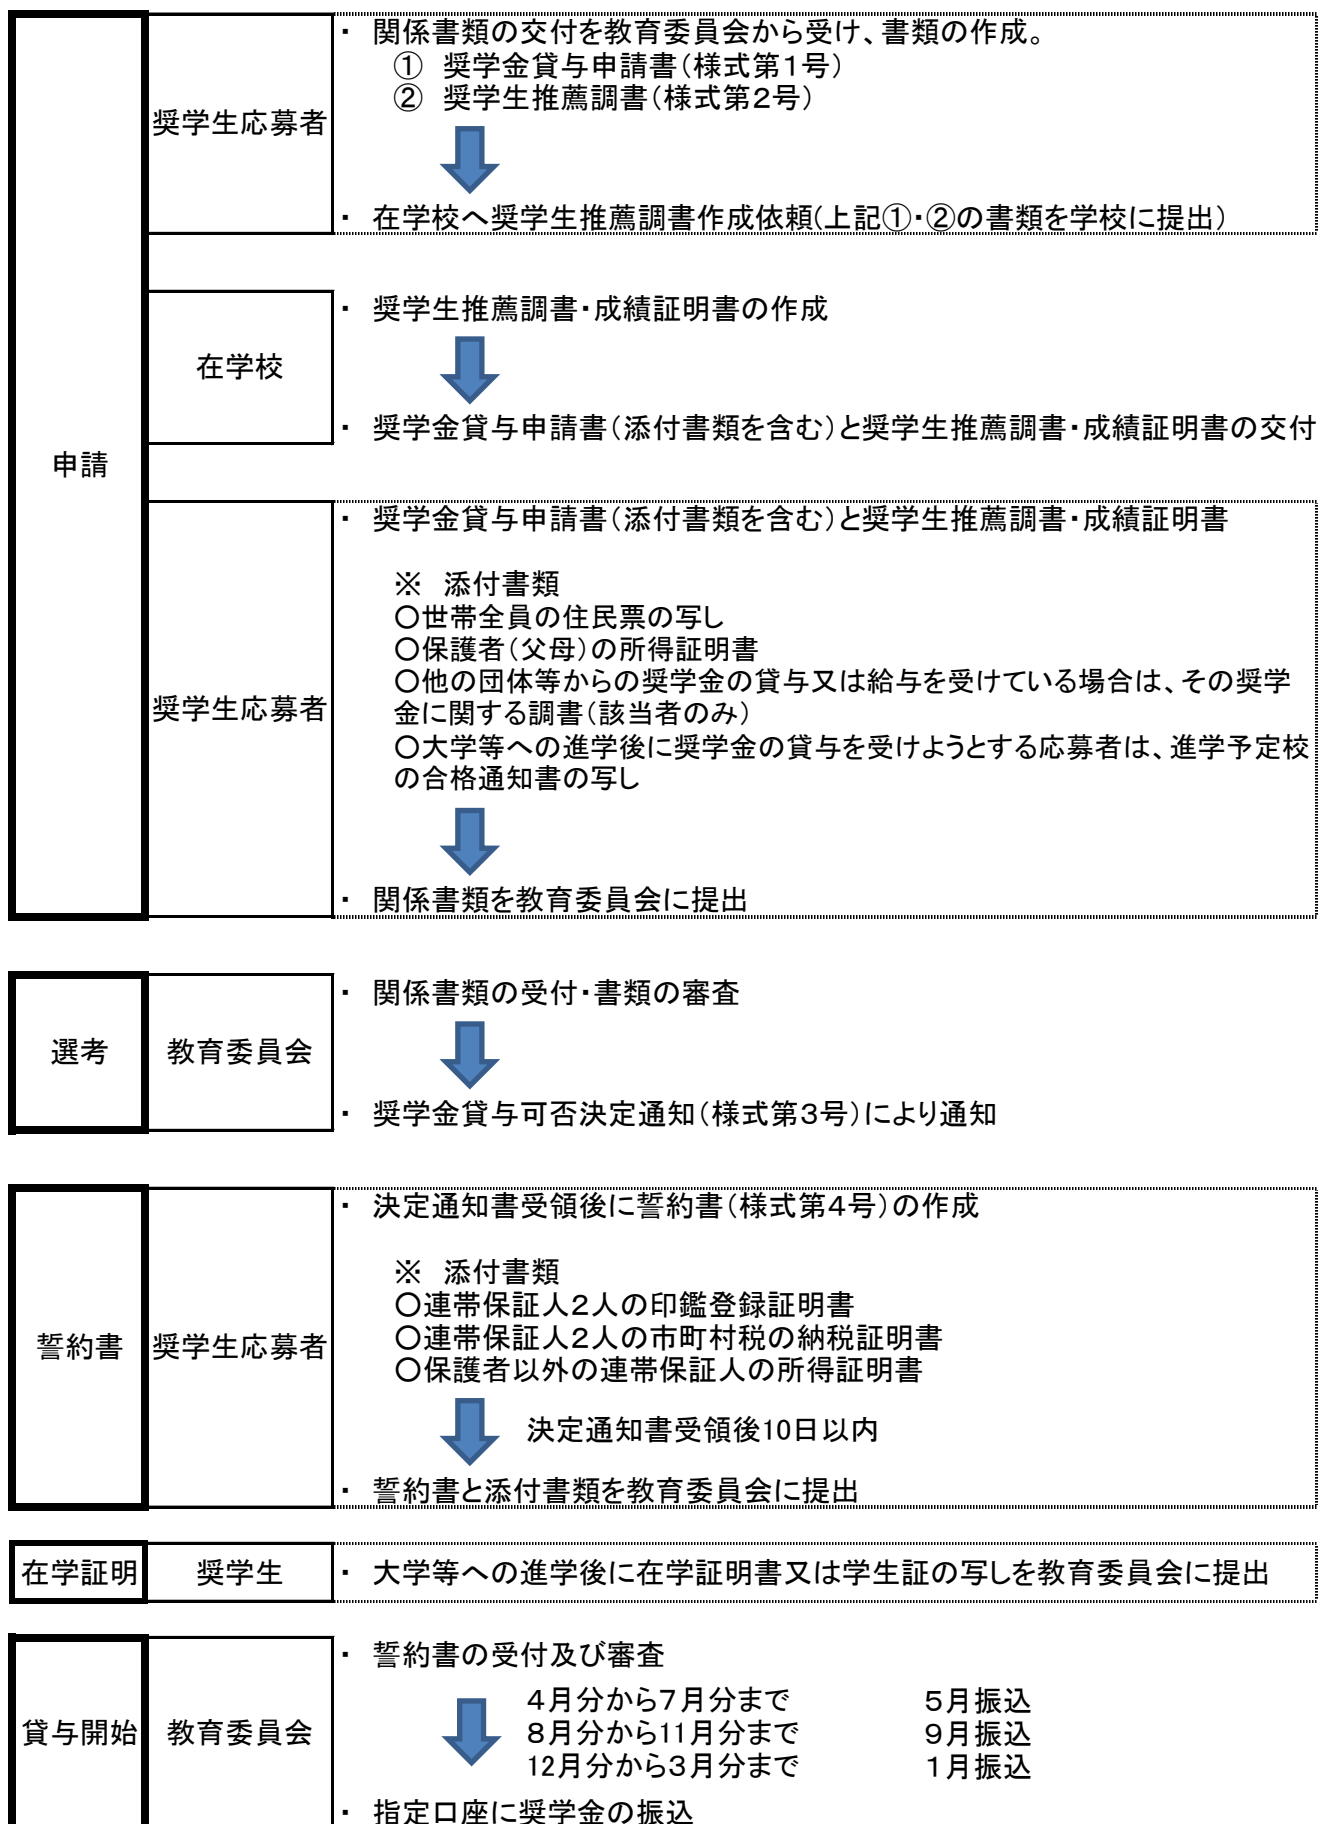 申請
奨学生応募者
・ 関係書類の交付を教育委員会から受け、書類の作成。
① 奨学金貸与申請書（様式第１号）
② 奨学生推薦調書（様式第２号）
・ 在学校へ奨学生推薦調書作成依頼（上記①・②の書類を学校に提出）
在学校
・ 奨学生推薦調書・成績証明書の作成
・ 奨学金貸与申請書（添付書類を含む）と奨学生推薦調書・成績証明書の交付
奨学生応募者
・ 奨学金貸与申請書（添付書類を含む）と奨学生推薦調書・成績証明書
※ 添付書類
○世帯全員の住民票の写し
○保護者（父母）の所得証明書
○他の団体等からの奨学金の貸与又は給与を受けている場合は、その奨学
金に関する調書（該当者のみ）
○大学等への進学後に奨学金の貸与を受けようとする応募者は、進学予定校
の合格通知書の写し
・ 関係書類を教育委員会に提出
選考
教育委員会
・ 関係書類の受付・書類の審査
・ 奨学金貸与可否決定通知（様式第３号）により通知
誓約書
奨学生応募者
・ 決定通知書受領後に誓約書（様式第４号）の作成
※ 添付書類
○連帯保証人２人の印鑑登録証明書
○連帯保証人２人の市町村税の納税証明書
○保護者以外の連帯保証人の所得証明書
決定通知書受領後10日以内
・ 誓約書と添付書類を教育委員会に提出
在学証明
奨学生
・ 大学等への進学後に在学証明書又は学生証の写しを教育委員会に提出
貸与開始
教育委員会
・ 誓約書の受付及び審査
４月分から７月分まで ５月振込
８月分から11月分まで ９月振込
12月分から３月分まで １月振込
・ 指定口座に奨学金の振込